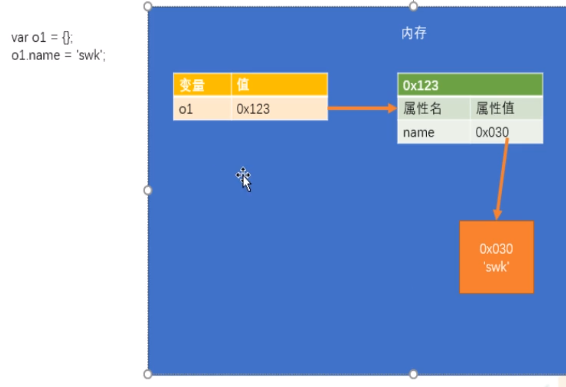 var o1 = {};
o1.name = 'swk';
内存
变量 值
o1 0x123
0x123
属性名 属性值
name 0x030
0x030
'swk'